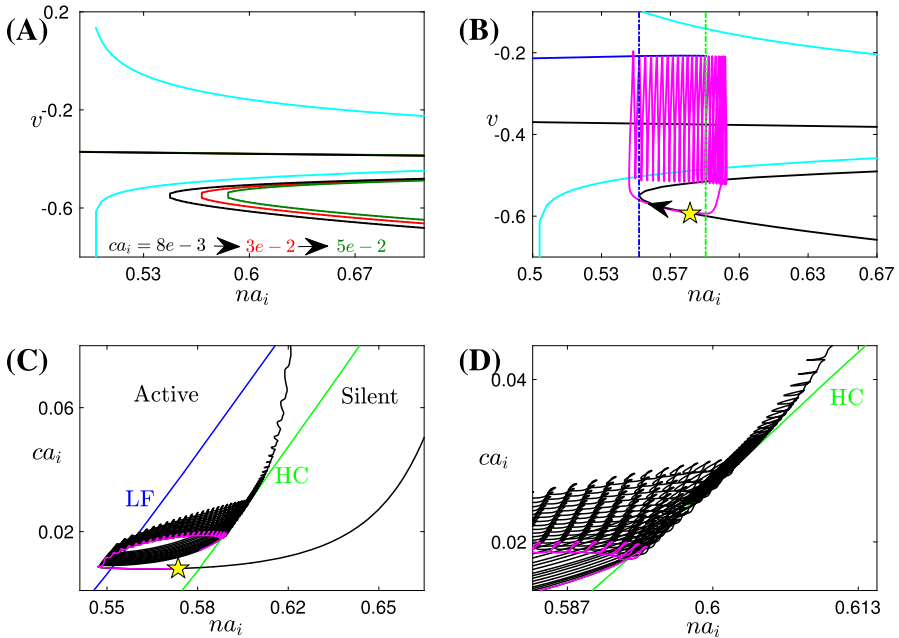 (A)
0.2
-0.2
-0.6
v
ca_i = 8e − 3
3e − 2
5e − 2
0.53
0.6
0.67
na_i
(B)
-0.2
-0.4
-0.6
v
0.5
0.53
0.57
0.6
0.63
0.67
na_i
(C)
Active
Silent
0.06
ca_i
HC
LF
0.02
0.55
0.58
0.62
0.65
na_i
(D)
0.04
HC
ca_i
0.02
0.587
0.6
0.613
na_i